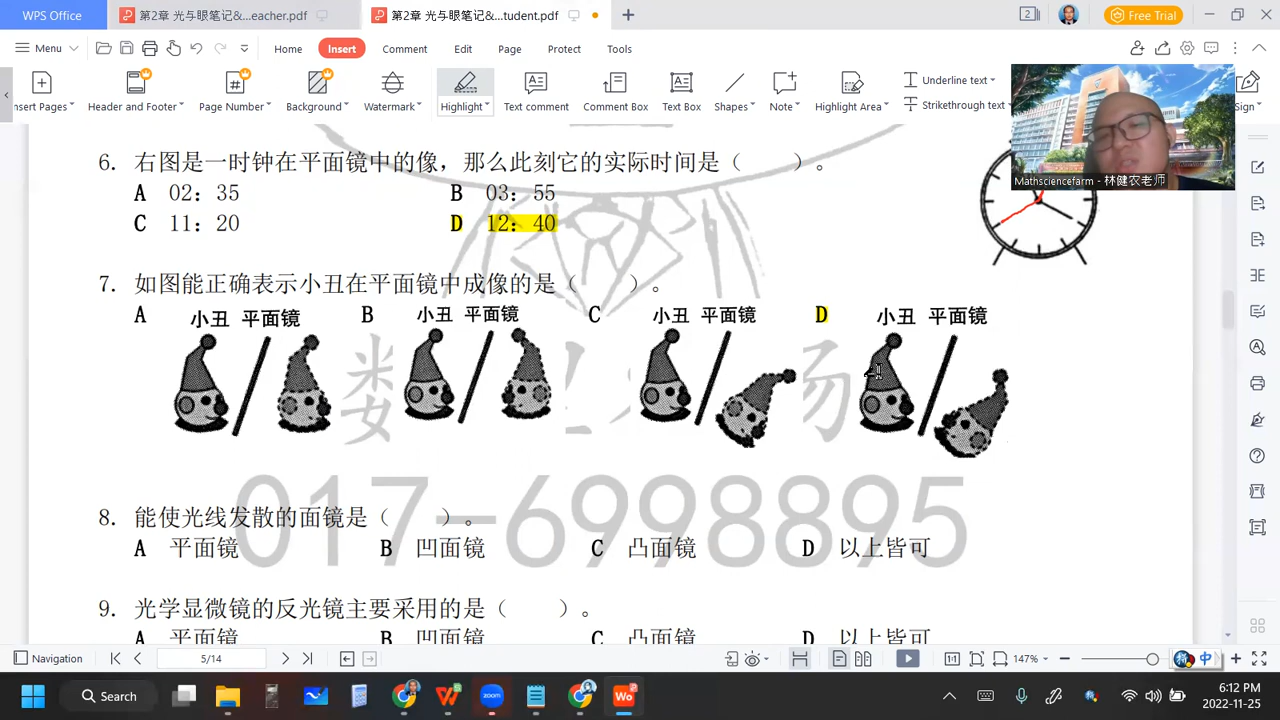 WPS Office
第2章 光与眼笔记&...eacher.pdf
第2章 光与眼笔记&...tudent.pdf
2
Free Trial
Menu
Home
Insert
Comment
Edit
Page
Protect
Tools
nsert Pages
Header and Footer
Page Number
Background
Watermark
Highlight
Text comment
Comment Box
Text Box
Shapes
Note
Highlight Area
Underline text
Strikethrough text
Sign
Mathsciencefarm - 林健农老师
6. 右图是一时钟在平面镜中的像，那么此刻它的实际时间是（ ）。
A 02: 35 B 03: 55
C 11: 20 D 12: 40
7. 如图能正确表示小丑在平面镜中成像的是（ ）。
A 小丑 平面镜 B 小丑 平面镜 C 小丑 平面镜 D 小丑 平面镜
017-6998895
8. 能使光线发散的面镜是（ ）。
A 平面镜 B 凹面镜 C 凸面镜 D 以上皆可
9. 光学显微镜的反光镜主要采用的是（ ）。
A 平面镜 B 凹面镜 C 凸面镜 D 以上皆可
Navigation
5/14
1:1
147%
中
Search
Wo
6:12 PM
2022-11-25